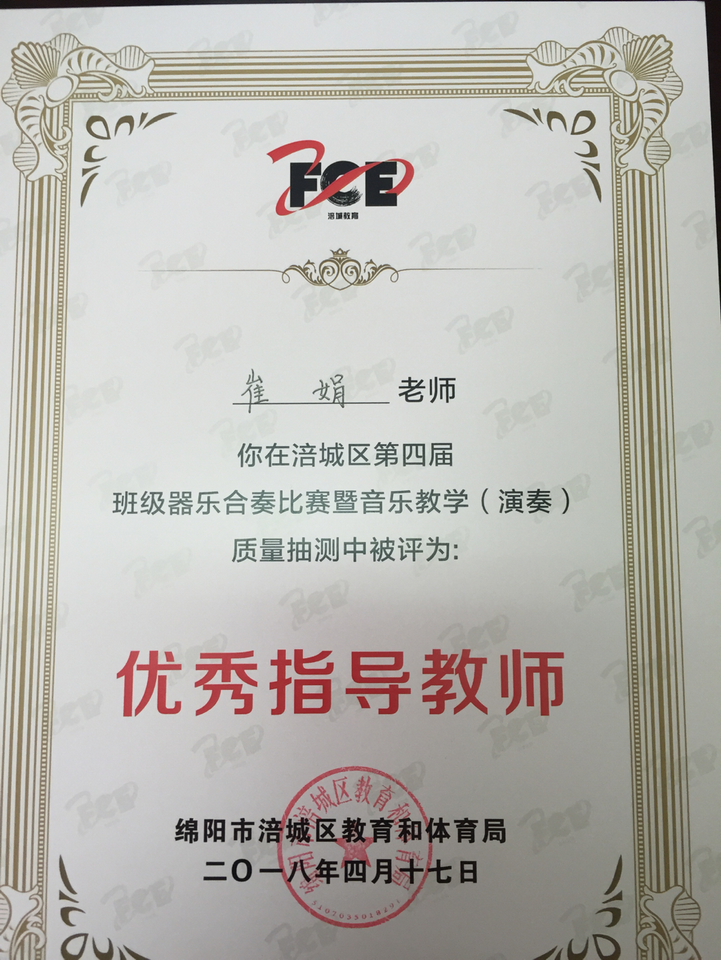 FCE
涪城教育
崔 娟 老师
你在涪城区第四届
班级器乐合奏比赛暨音乐教学（演奏）
质量抽测中被评为:
优秀指导教师
绵阳市涪城区教育和体育局
二〇一八年四月十七日